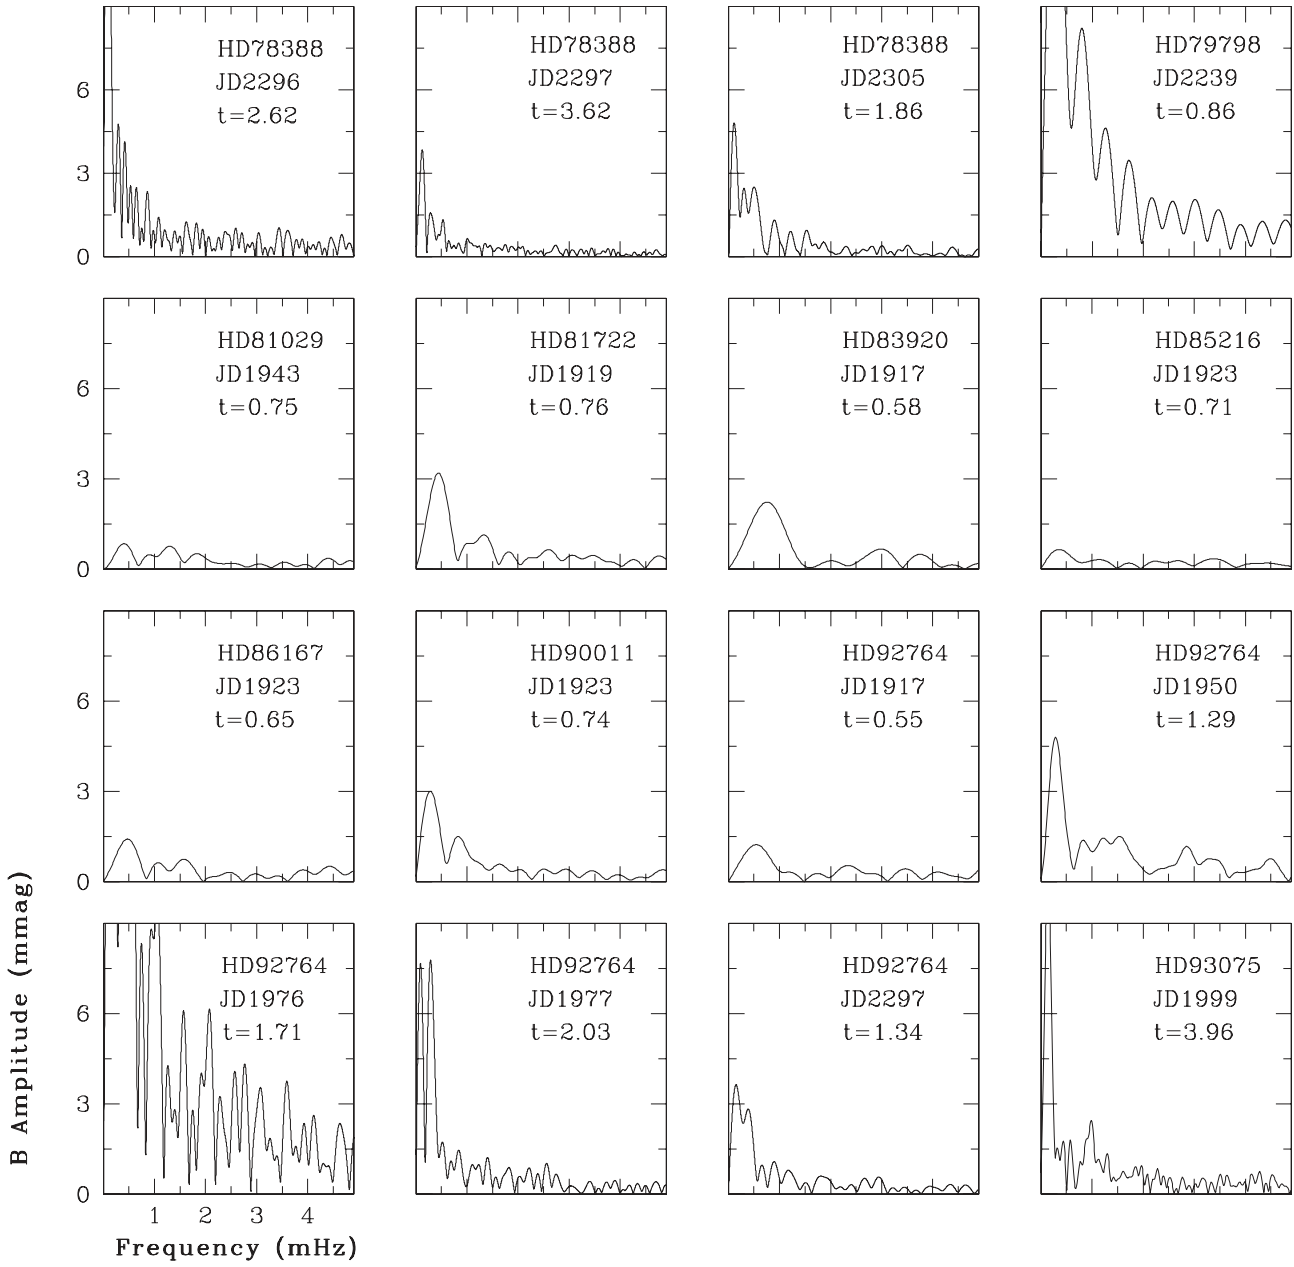 HD78388
JD2296
t=2.62
HD78388
JD2297
t=3.62
HD78388
JD2305
t=1.86
HD79798
JD2239
t=0.86
6
3
0
HD81029
JD1943
t=0.75
HD81722
JD1919
t=0.76
HD83920
JD1917
t=0.58
HD85216
JD1923
t=0.71
6
3
0
HD86167
JD1923
t=0.65
HD90011
JD1923
t=0.74
HD92764
JD1917
t=0.55
HD92764
JD1950
t=1.29
6
3
0
HD92764
JD1976
t=1.71
HD92764
JD1977
t=2.03
HD92764
JD2297
t=1.34
HD93075
JD1999
t=3.96
6
3
0
1 2 3 4
B Amplitude (mmag)
Frequency (mHz)